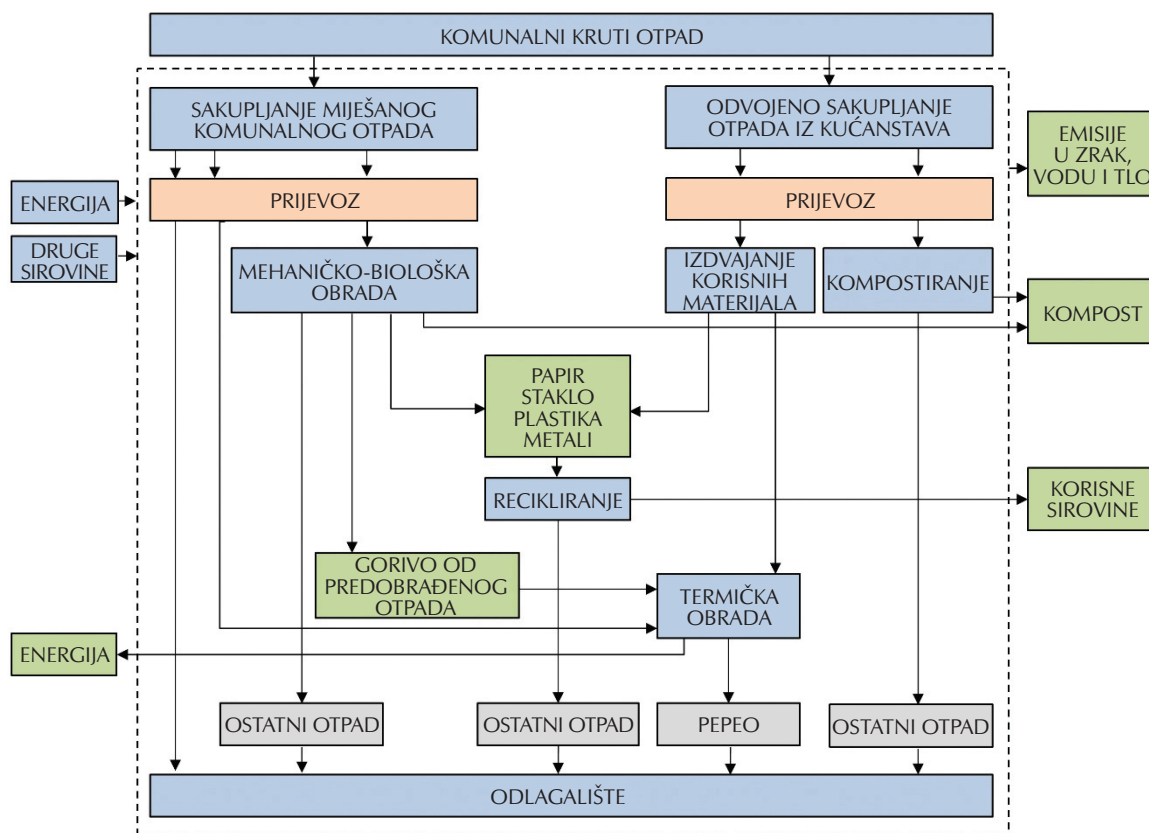 KOMUNALNI KRUTI OTPAD
SAKUPLJANJE MIJEŠANOG
KOMUNALNOG OTPADA
ODVOJENO SAKUPLJANJE
OTPADA IZ KUĆANSTAVA
EMISIJE
U ZRAK,
VODU I TLO
ENERGIJA
PRIJEVOZ
PRIJEVOZ
DRUGE
SIROVINE
MEHANIČKO-BIOLOŠKA
OBRADA
IZDVAJANJE
KORISNIH
MATERIJALA
KOMPOSTIRANJE
KOMPOST
PAPIR
STAKLO
PLASTIKA
METALI
RECIKLIRANJE
KORISNE
SIROVINE
GORIVO OD
PREDOBRAĐENOG
OTPADA
TERMIČKA
OBRADA
ENERGIJA
OSTATNI OTPAD
OSTATNI OTPAD
PEPEO
OSTATNI OTPAD
ODLAGALIŠTE